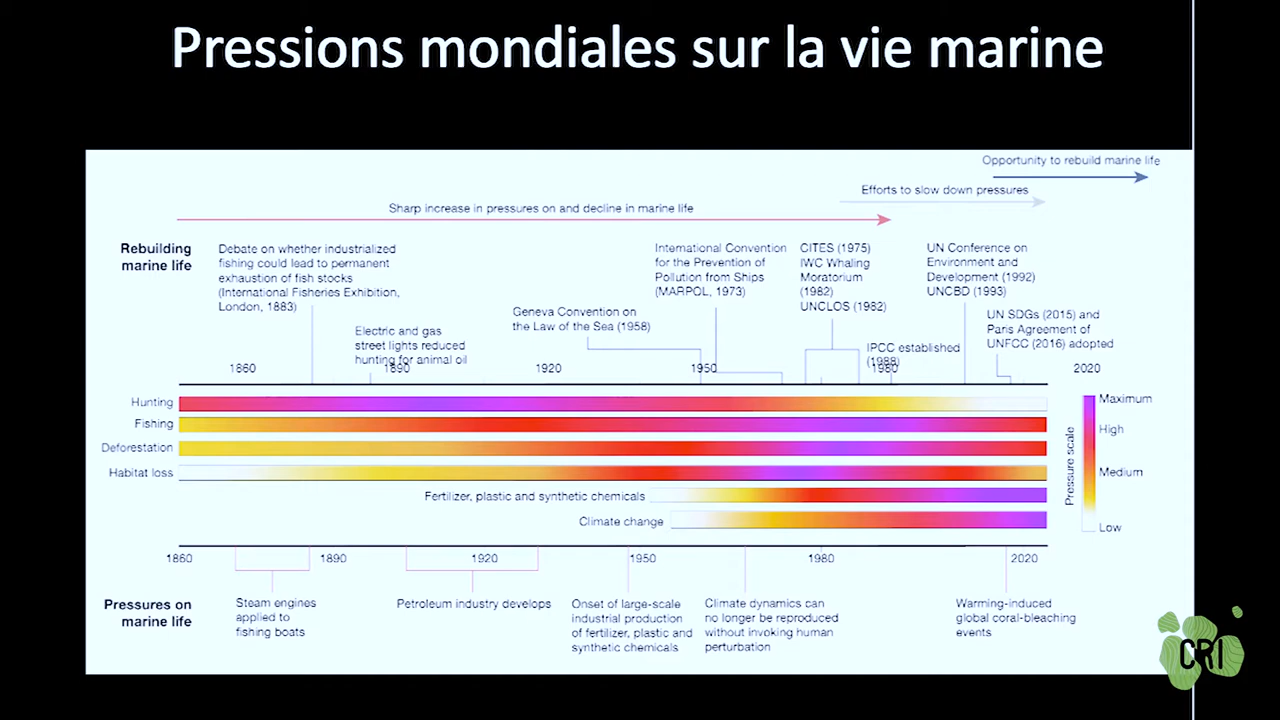 Pressions mondiales sur la vie marine
Opportunity to rebuild marine life
Efforts to slow down pressures
Sharp increase in pressures on and decline in marine life
Rebuilding
marine life
Debate on whether industrialized
fishing could lead to permanent
exhaustion of fish stocks
(International Fisheries Exhibition,
London, 1883)
Electric and gas
street lights reduced
hunting for animal oil
Geneva Convention on
the Law of the Sea (1958)
International Convention
for the Prevention of
Pollution from Ships
(MARPOL, 1973)
CITES (1975)
IWC Whaling
Moratorium
(1982)
UNCLOS (1982)
IPCC established
(1988)
UN Conference on
Environment and
Development (1992)
UNCBD (1993)
UN SDGs (2015) and
Paris Agreement of
UNFCC (2016) adopted
1860 1890 1920 1950 1980 2020
Hunting
Fishing
Deforestation
Habitat loss
Fertilizer, plastic and synthetic chemicals
Climate change
Pressure scale
Maximum
High
Medium
Low
1860 1890 1920 1950 1980 2020
Pressures on
marine life
Steam engines
applied to
fishing boats
Petroleum industry develops
Onset of large-scale
industrial production
of fertilizer, plastic and
synthetic chemicals
Climate dynamics can
no longer be reproduced
without invoking human
perturbation
Warming-induced
global coral-bleaching
events
CRI